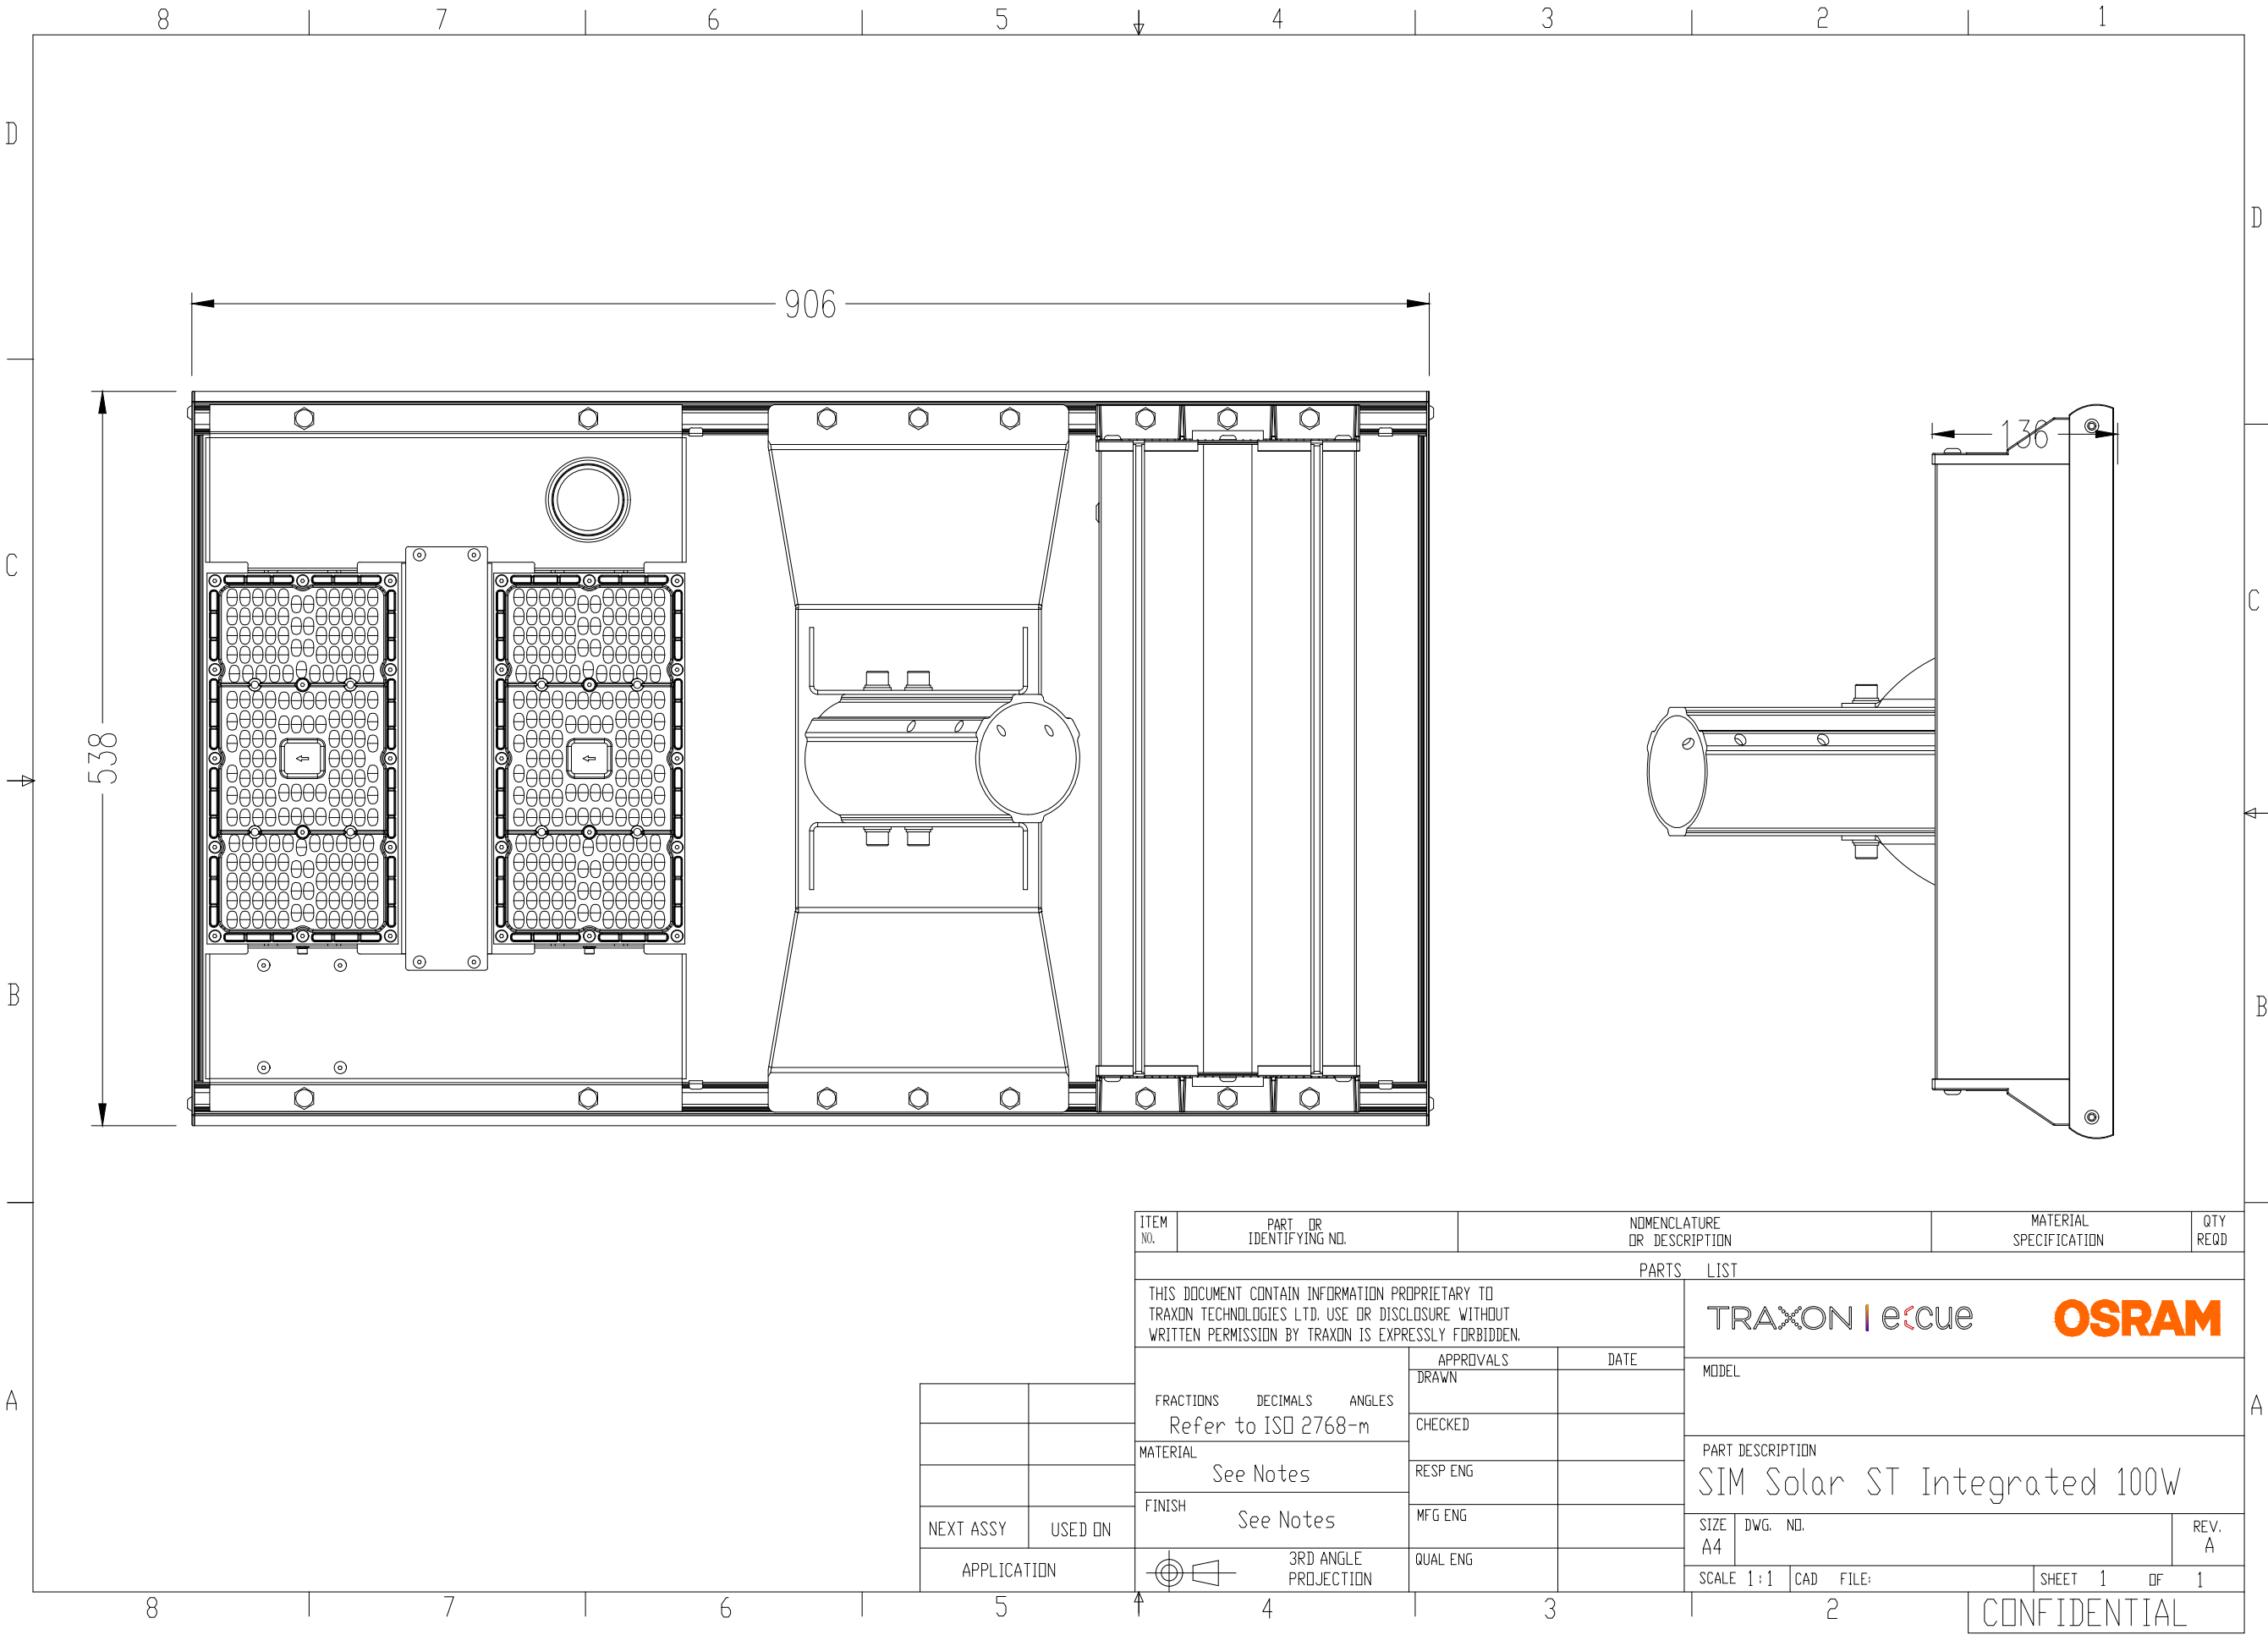 8 7 6 5 4 3 2 1
D
D
906
136
C
C
538
B
B
ITEM NO.
PART OR IDENTIFYING NO.
NOMENCLATURE OR DESCRIPTION
MATERIAL SPECIFICATION
QTY REQD
PARTS LIST
THIS DOCUMENT CONTAIN INFORMATION PROPRIETARY TO
TRAXON TECHNOLOGIES LTD. USE OR DISCLOSURE WITHOUT
WRITTEN PERMISSION BY TRAXON IS EXPRESSLY FORBIDDEN.
TRAXON | e:cue
OSRAM
APPROVALS DATE
MODEL
DRAWN
A
A
FRACTIONS DECIMALS ANGLES
Refer to ISO 2768-m
CHECKED
MATERIAL
See Notes
RESP ENG
PART DESCRIPTION
SIM Solar ST Integrated 100W
FINISH
See Notes
MFG ENG
NEXT ASSY USED ON
SIZE
A4
DWG. NO.
REV.
A
APPLICATION
3RD ANGLE
PROJECTION
QUAL ENG
SCALE 1:1 CAD FILE: SHEET 1 OF 1
8 7 6 5 4 3 2
CONFIDENTIAL